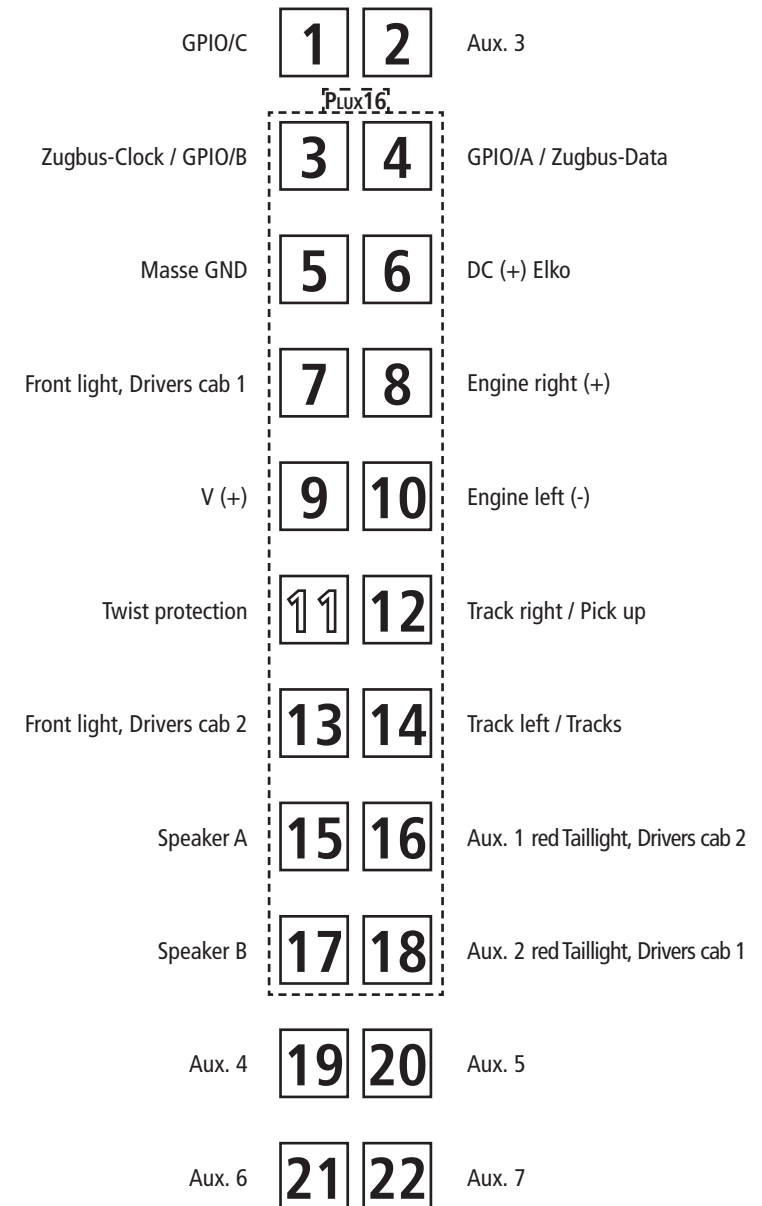 GPIO/C 1 2 Aux. 3
PLUX16
Zugbus-Clock / GPIO/B 3 4 GPIO/A / Zugbus-Data
Masse GND 5 6 DC (+) Elko
Front light, Drivers cab 1 7 8 Engine right (+)
V (+) 9 10 Engine left (-)
Twist protection 11 12 Track right / Pick up
Front light, Drivers cab 2 13 14 Track left / Tracks
Speaker A 15 16 Aux. 1 red Taillight, Drivers cab 2
Speaker B 17 18 Aux. 2 red Taillight, Drivers cab 1
Aux. 4 19 20 Aux. 5
Aux. 6 21 22 Aux. 7